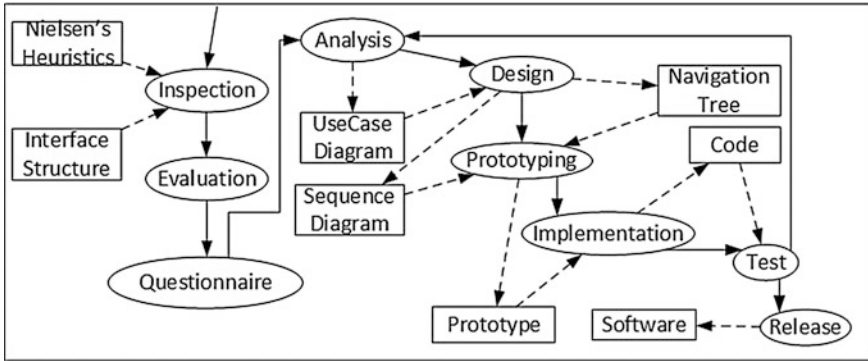 Nielsen's
Heuristics
Inspection
Interface
Structure
Evaluation
Questionnaire
Analysis
Design
Navigation
Tree
UseCase
Diagram
Prototyping
Code
Sequence
Diagram
Implementation
Test
Prototype
Software
Release